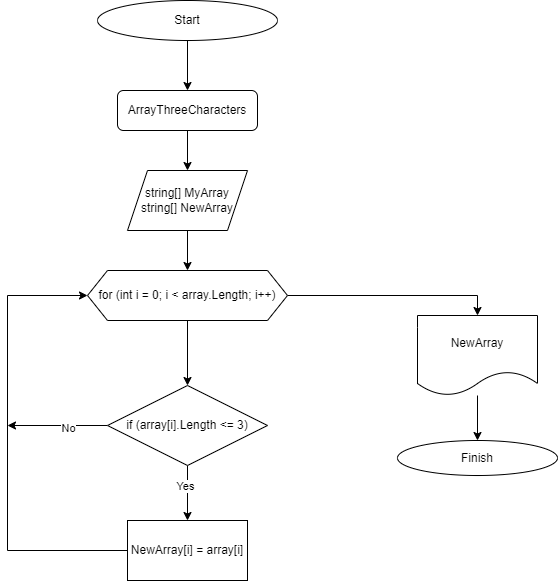 Start
ArrayThreeCharacters
string[] MyArray
string[] NewArray
for (int i = 0; i < array.Length; i++)
NewArray
if (array[i].Length <= 3)
No
Finish
Yes
NewArray[i] = array[i]